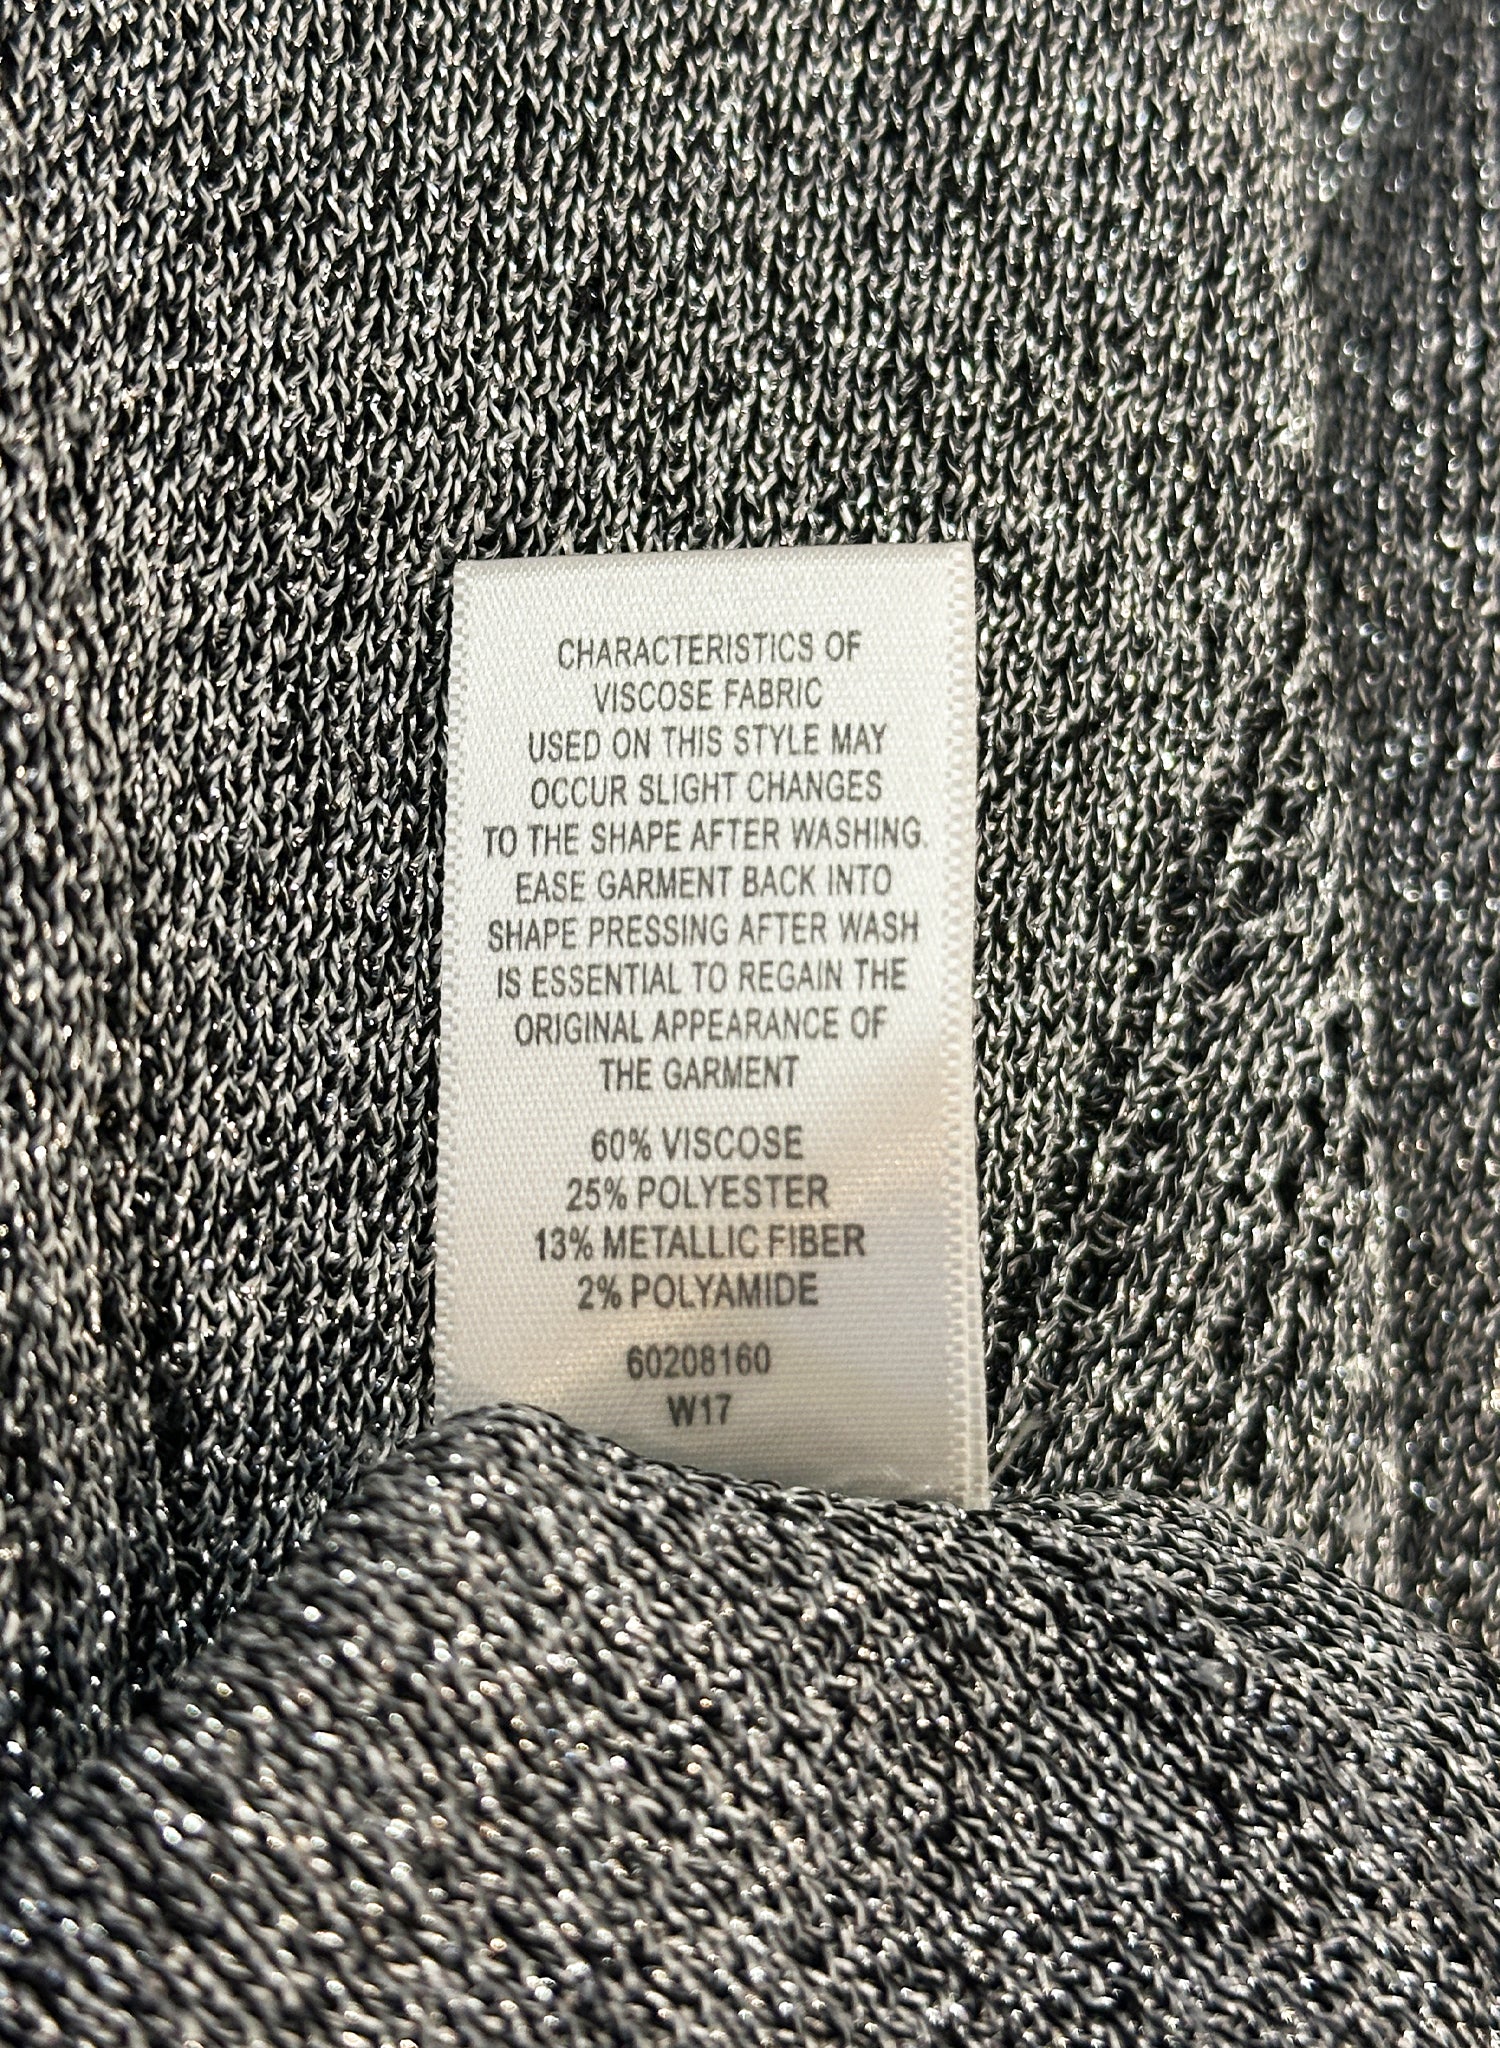 CHARACTERISTICS OF
VISCOSE FABRIC
USED ON THIS STYLE MAY
OCCUR SLIGHT CHANGES
TO THE SHAPE AFTER WASHING.
EASE GARMENT BACK INTO
SHAPE PRESSING AFTER WASH
IS ESSENTIAL TO REGAIN THE
ORIGINAL APPEARANCE OF
THE GARMENT
60% VISCOSE
25% POLYESTER
13% METALLIC FIBER
2% POLYAMIDE
60208160
W17